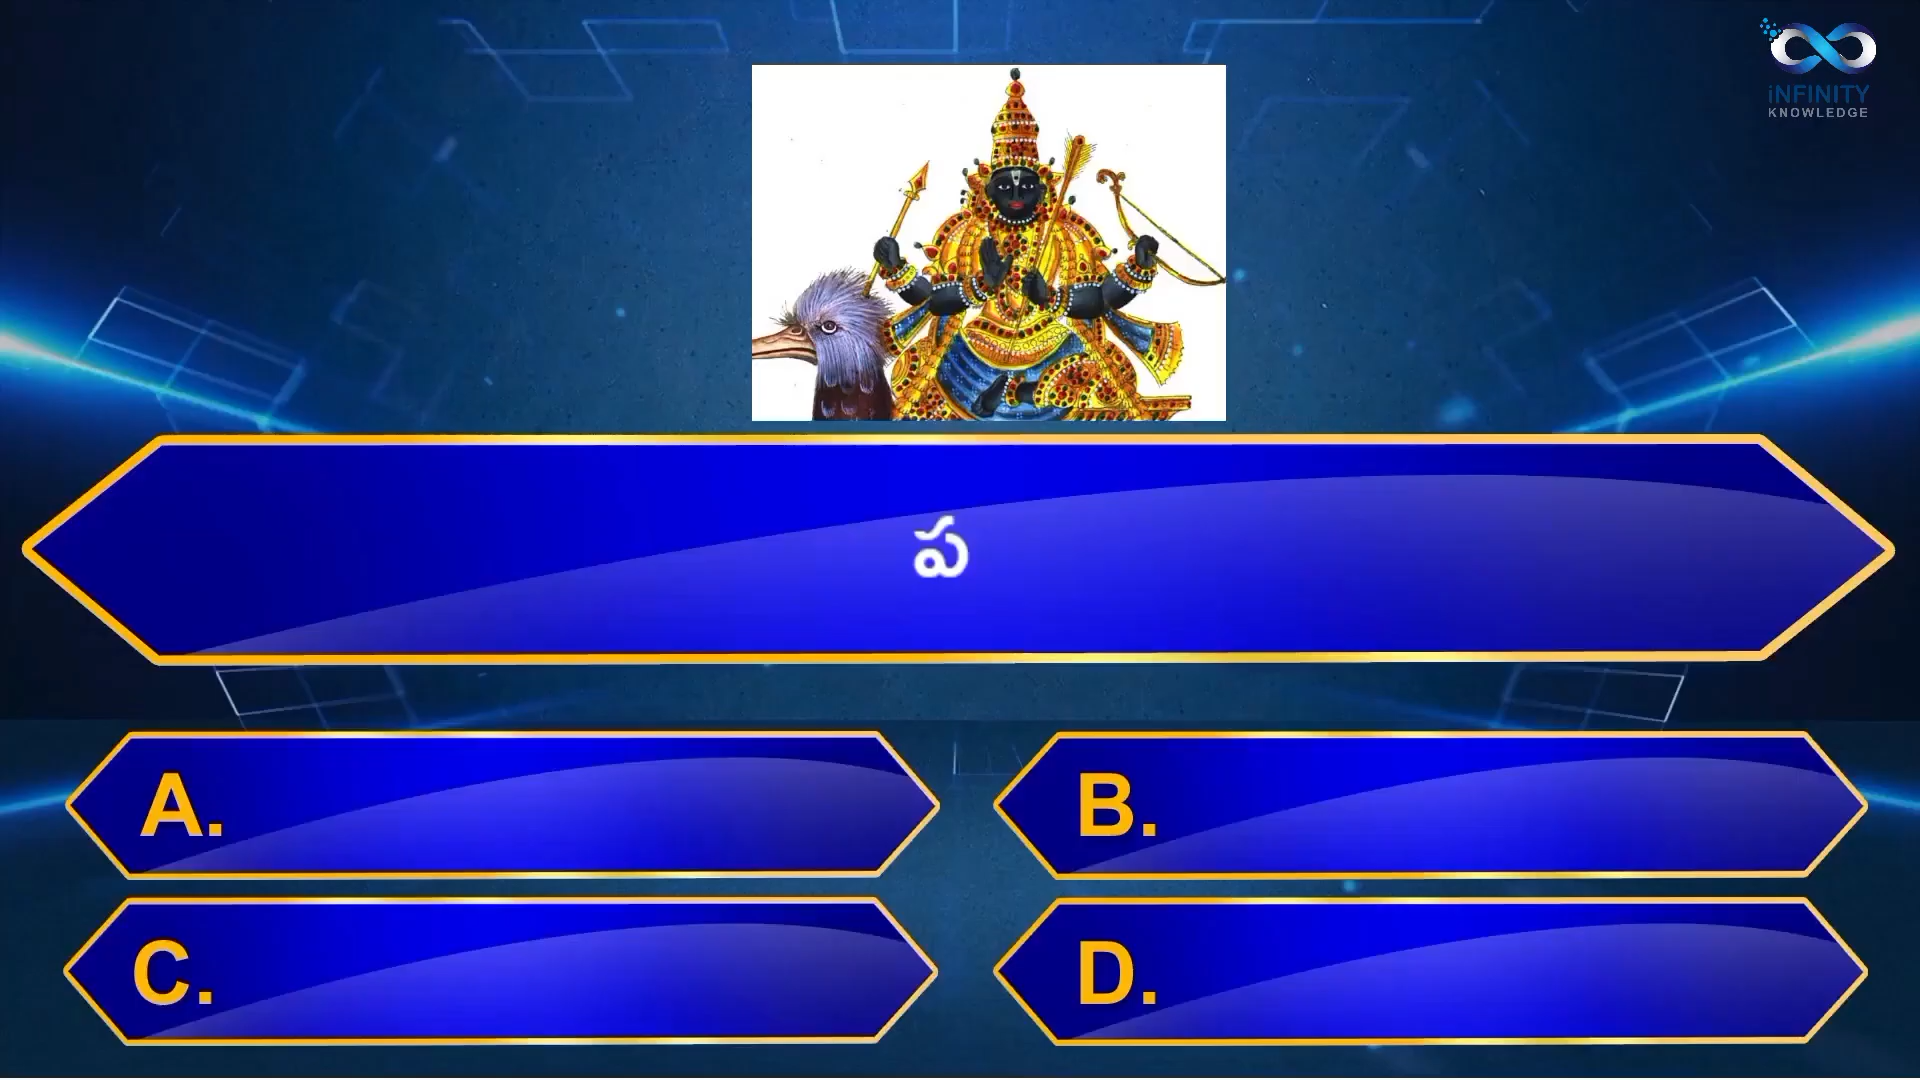 iNFINITY
KNOWLEDGE
ప
A.
B.
C.
D.